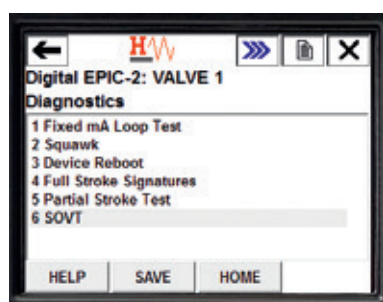 H
Digital EPIC-2: VALVE 1
Diagnostics
1 Fixed mA Loop Test
2 Squawk
3 Device Reboot
4 Full Stroke Signatures
5 Partial Stroke Test
6 SOVT
HELP SAVE HOME